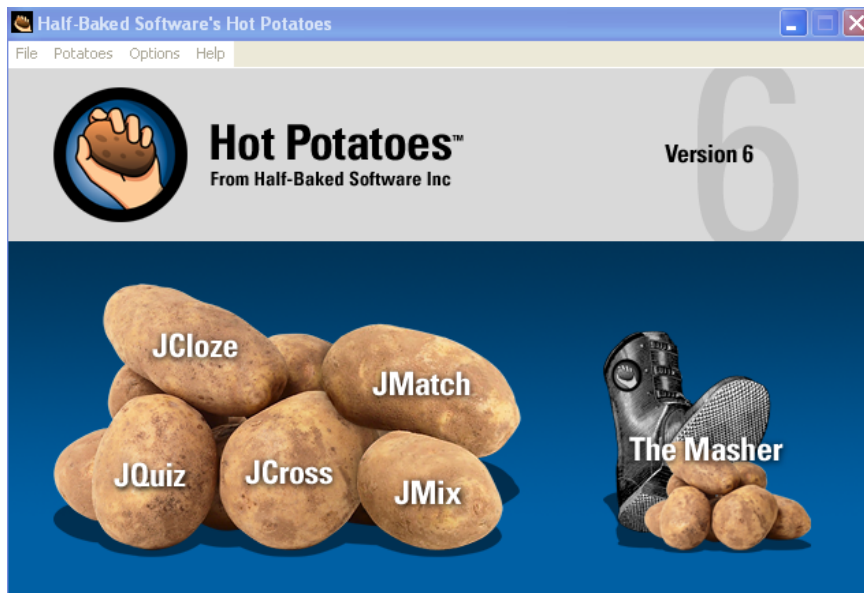 Half-Baked Software's Hot Potatoes
File Potatoes Options Help
Hot Potatoes™
From Half-Baked Software Inc
Version 6
6
JCloze
JMatch
JQuiz
JCross
JMix
The Masher